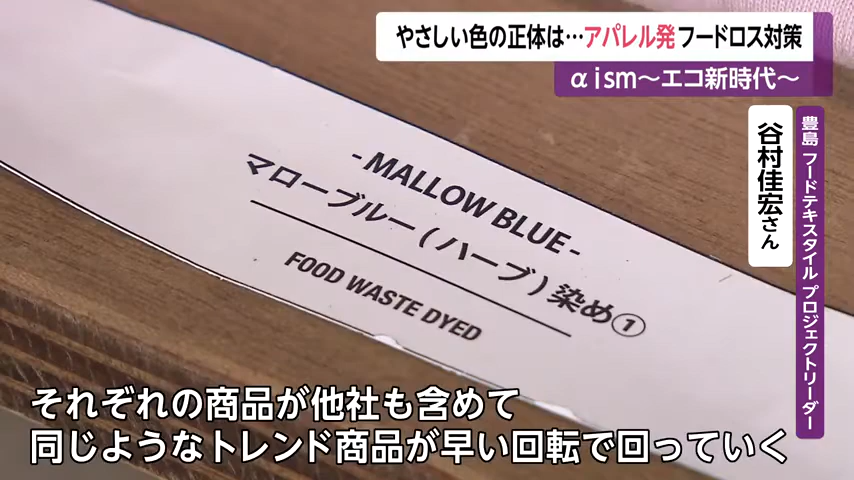 やさしい色の正体は…アパレル発 フードロス対策
αism～エコ新時代～
豊島 フードテキスタイル プロジェクトリーダー
谷村佳宏さん
- MALLOW BLUE -
マローブルー(ハーブ)染め①
FOOD WASTE DYED
それぞれの商品が他社も含めて
同じようなトレンド商品が早い回転で回っていく